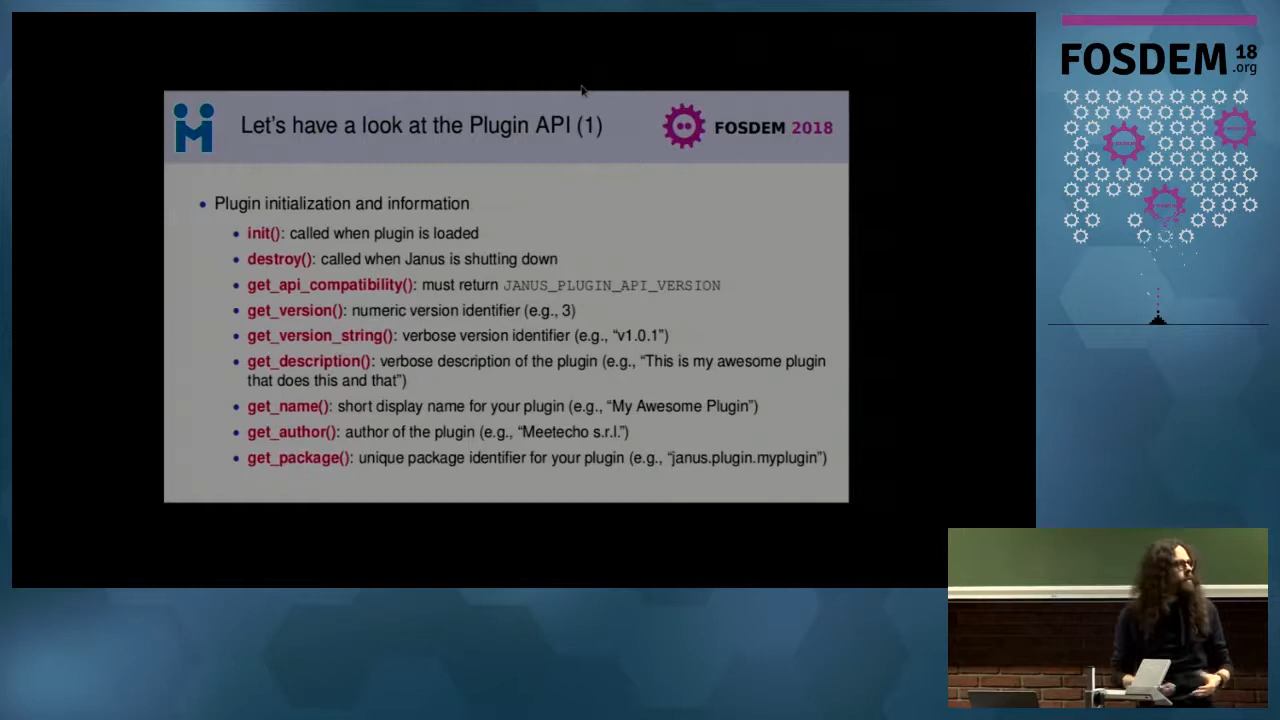 FOSDEM 18
.org
Let's have a look at the Plugin API (1)
FOSDEM 2018
Plugin initialization and information
init(): called when plugin is loaded
destroy(): called when Janus is shutting down
get_api_compatibility(): must return JANUS_PLUGIN_API_VERSION
get_version(): numeric version identifier (e.g., 3)
get_version_string(): verbose version identifier (e.g., “v1.0.1”)
get_description(): verbose description of the plugin (e.g., “This is my awesome plugin
that does this and that”)
get_name(): short display name for your plugin (e.g., “My Awesome Plugin”)
get_author(): author of the plugin (e.g., “Meetecho s.r.l.”)
get_package(): unique package identifier for your plugin (e.g., “janus.plugin.myplugin”)